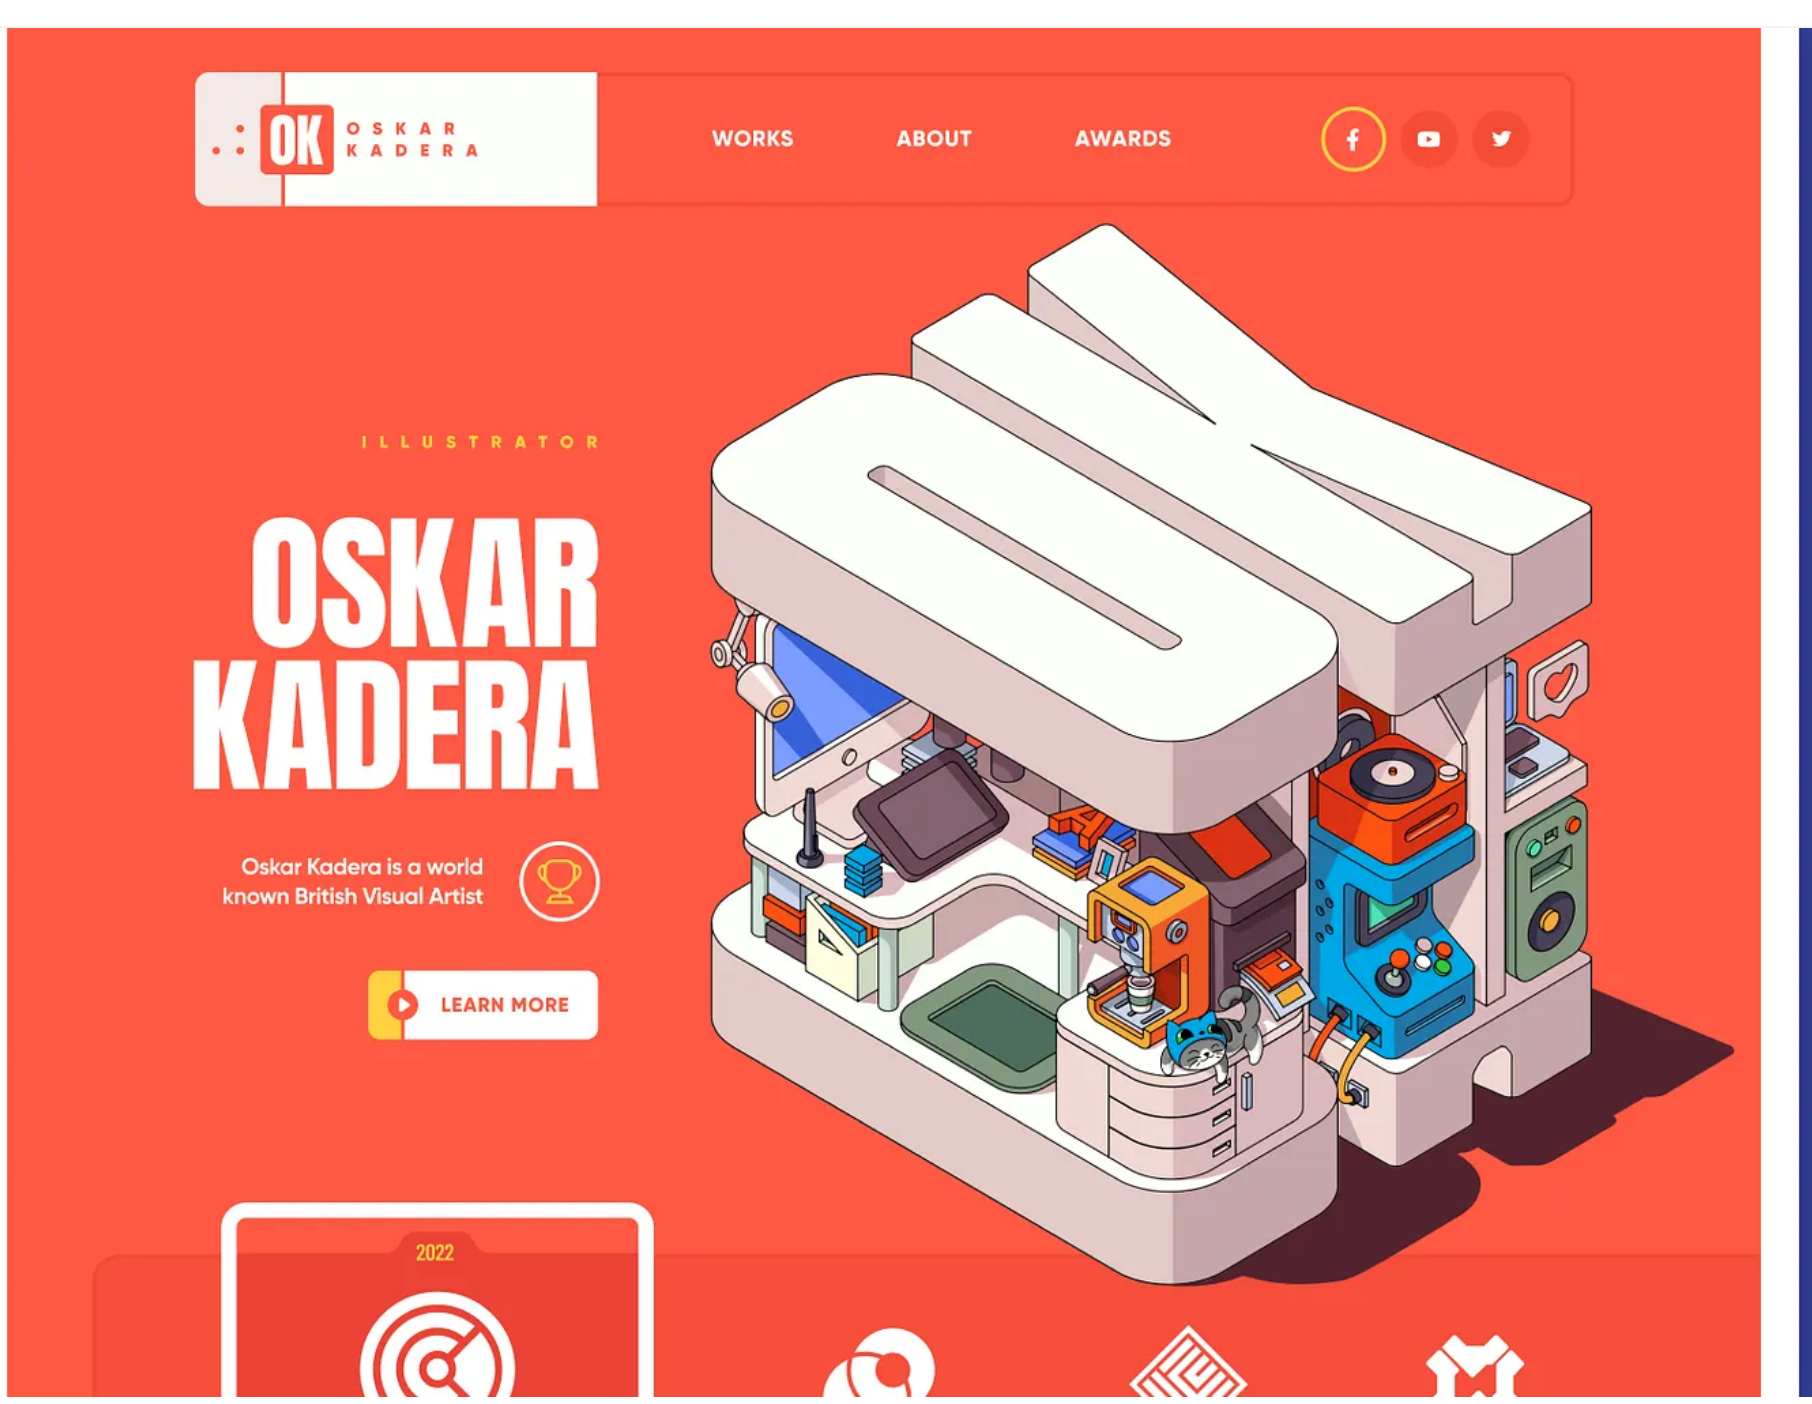 OK
OSKAR
KADERA
WORKS
ABOUT
AWARDS
ILLUSTRATOR
OSKAR
KADERA
Oskar Kadera is a world
known British Visual Artist
LEARN MORE
OK
A
2022